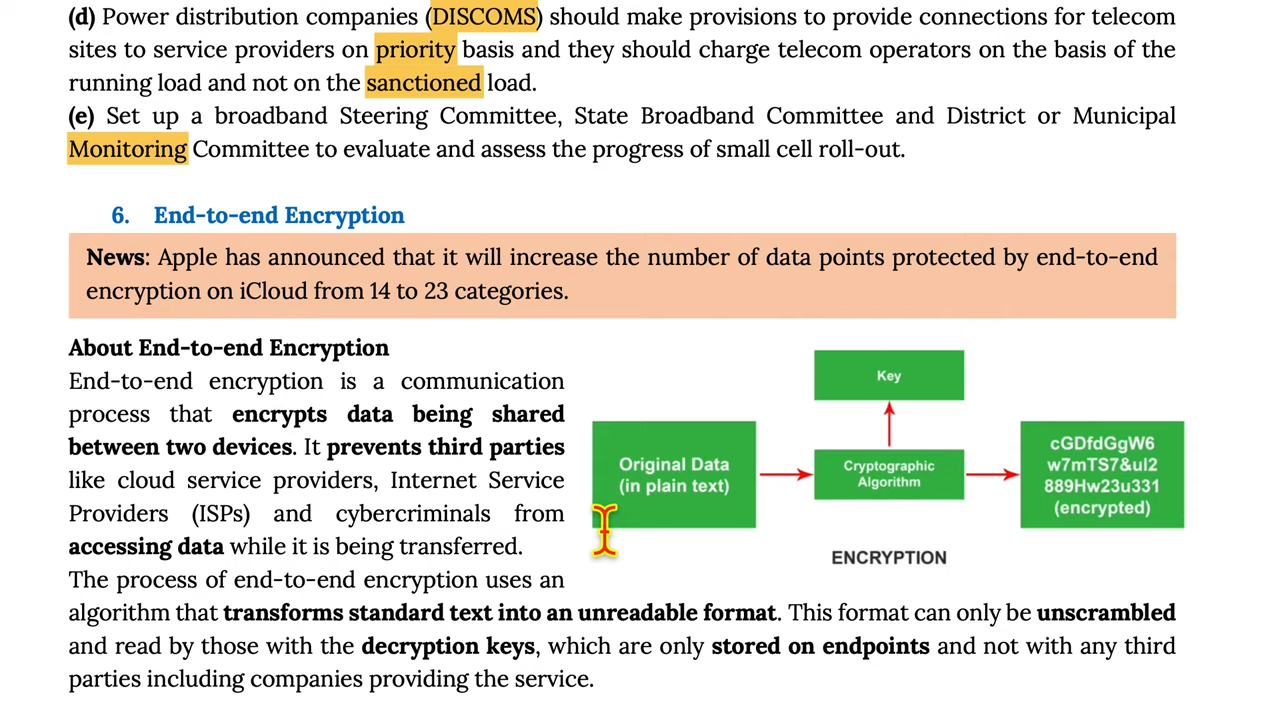 (d) Power distribution companies (DISCOMS) should make provisions to provide connections for telecom
sites to service providers on priority basis and they should charge telecom operators on the basis of the
running load and not on the sanctioned load.
(e) Set up a broadband Steering Committee, State Broadband Committee and District or Municipal
Monitoring Committee to evaluate and assess the progress of small cell roll-out.
6. End-to-end Encryption
News: Apple has announced that it will increase the number of data points protected by end-to-end
encryption on iCloud from 14 to 23 categories.
About End-to-end Encryption
End-to-end encryption is a communication
process that encrypts data being shared
between two devices. It prevents third parties
like cloud service providers, Internet Service
Providers (ISPs) and cybercriminals from
accessing data while it is being transferred.
The process of end-to-end encryption uses an
algorithm that transforms standard text into an unreadable format. This format can only be unscrambled
and read by those with the decryption keys, which are only stored on endpoints and not with any third
parties including companies providing the service.
Key
Original Data
(in plain text)
Cryptographic
Algorithm
cGDfdGgW6
w7mTS7&ul2
889Hw23u331
(encrypted)
ENCRYPTION